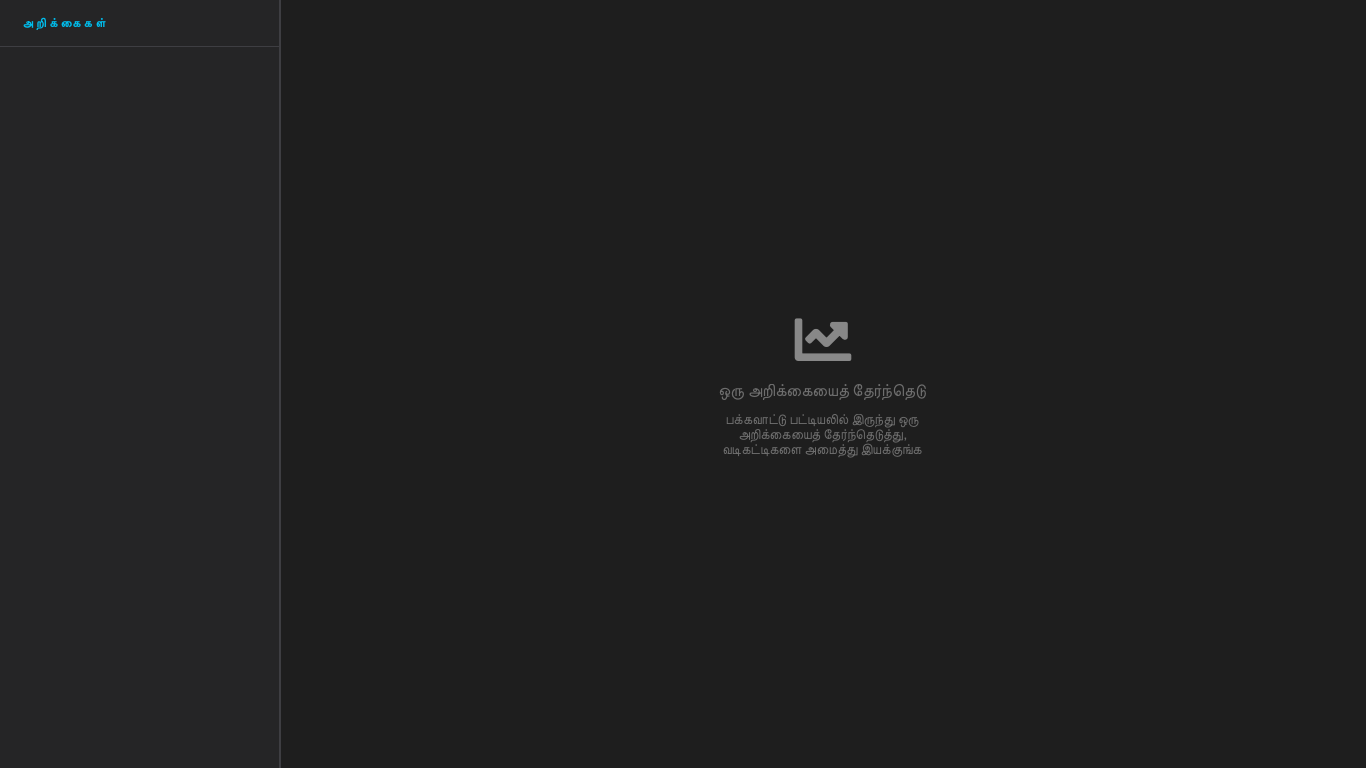 அறிக்கைகள்
ஒரு அறிக்கையைத் தேர்ந்தெடு
பக்கவாட்டு பட்டியலில் இருந்து ஒரு
அறிக்கையைத் தேர்ந்தெடுத்து,
வடிகட்டிகளை அமைத்து இயக்குங்க